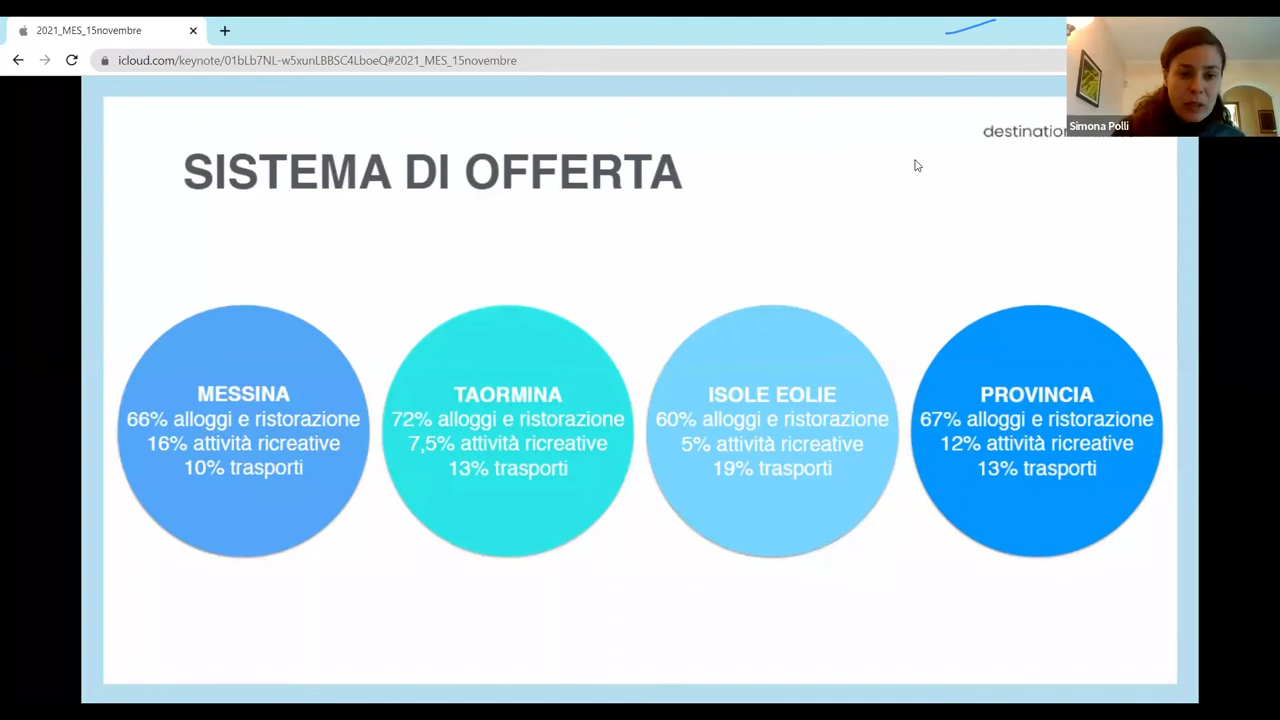 2021_MES_15novembre
icloud.com/keynote/01bLb7NL-w5xunLBBSC4LboeQ#2021_MES_15novembre
Simona Polli
SISTEMA DI OFFERTA
MESSINA
66% alloggi e ristorazione
16% attività ricreative
10% trasporti
TAORMINA
72% alloggi e ristorazione
7,5% attività ricreative
13% trasporti
ISOLE EOLIE
60% alloggi e ristorazione
5% attività ricreative
19% trasporti
PROVINCIA
67% alloggi e ristorazione
12% attività ricreative
13% trasporti